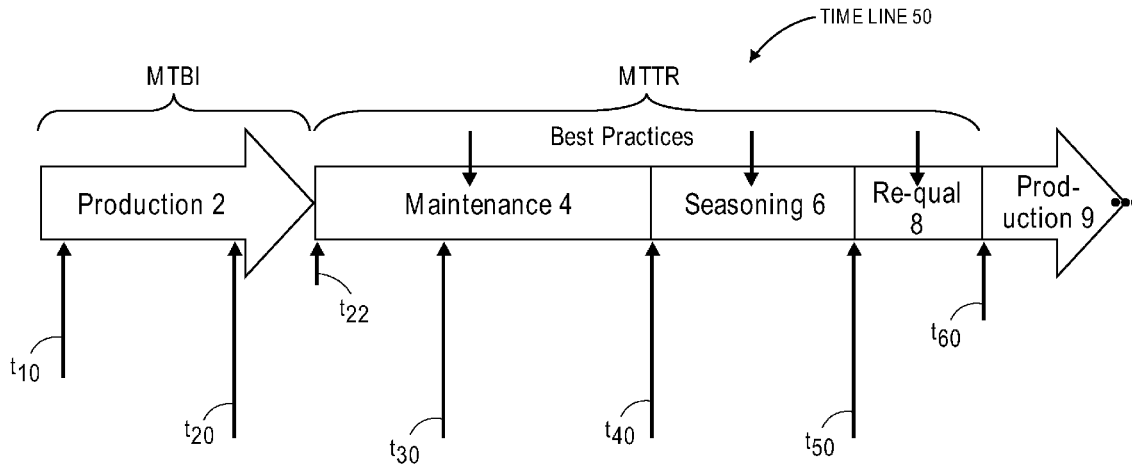 TIME LINE 50
MTBI
MTTR
Best Practices
Production 2
Maintenance 4
Seasoning 6
Re-qual
8
Prod-
uction 9
t22
t60
t10
t20
t30
t40
t50